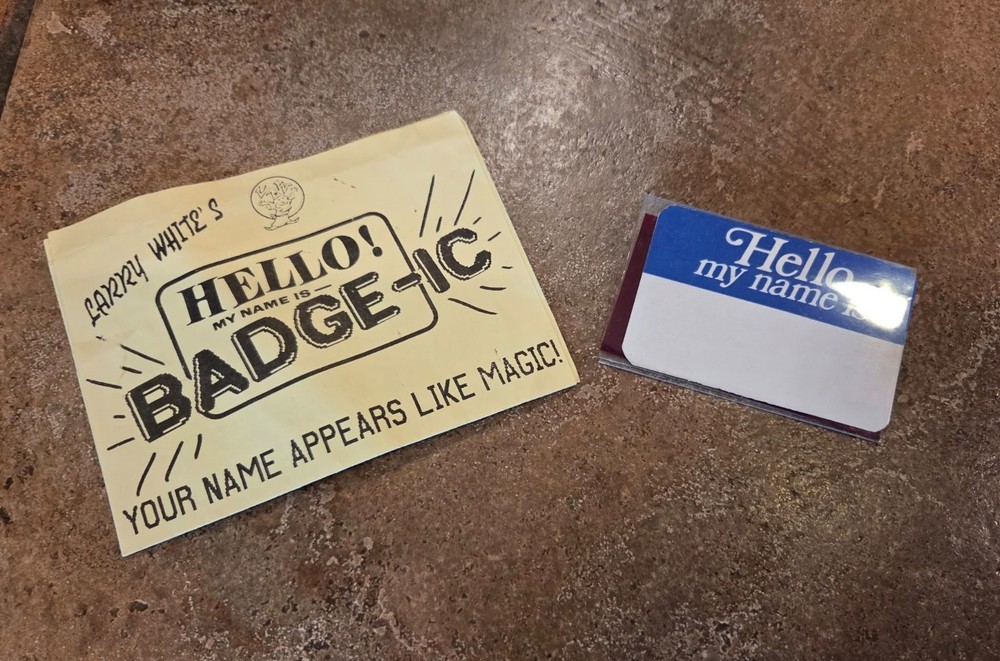 LARRY WHITE'S
HELLO!
MY NAME IS —
BADGE-IC
YOUR NAME APPEARS LIKE MAGIC!
Hello
my name is